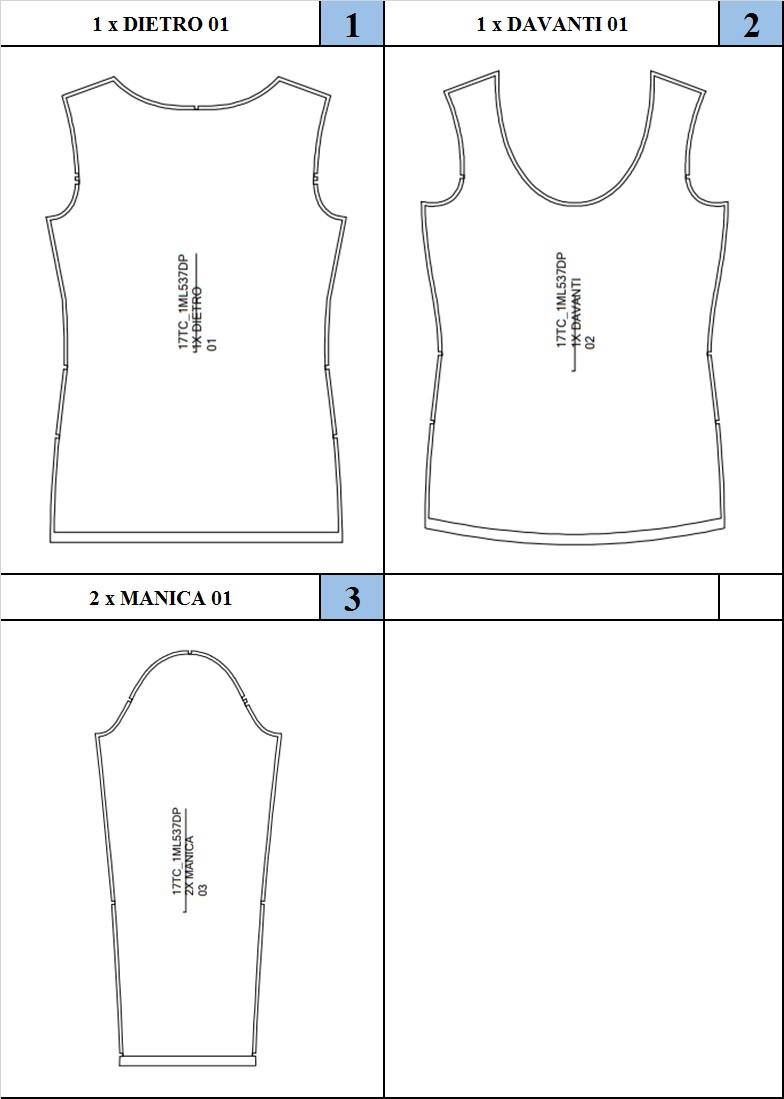 1 x DIETRO 01
1
1 x DAVANTI 01
2
17TC_1ML537DP
1X DIETRO
01
17TC_1ML537DP
1X DAVANTI
02
2 x MANICA 01
3
17TC_1ML537DP
2X MANICA
03